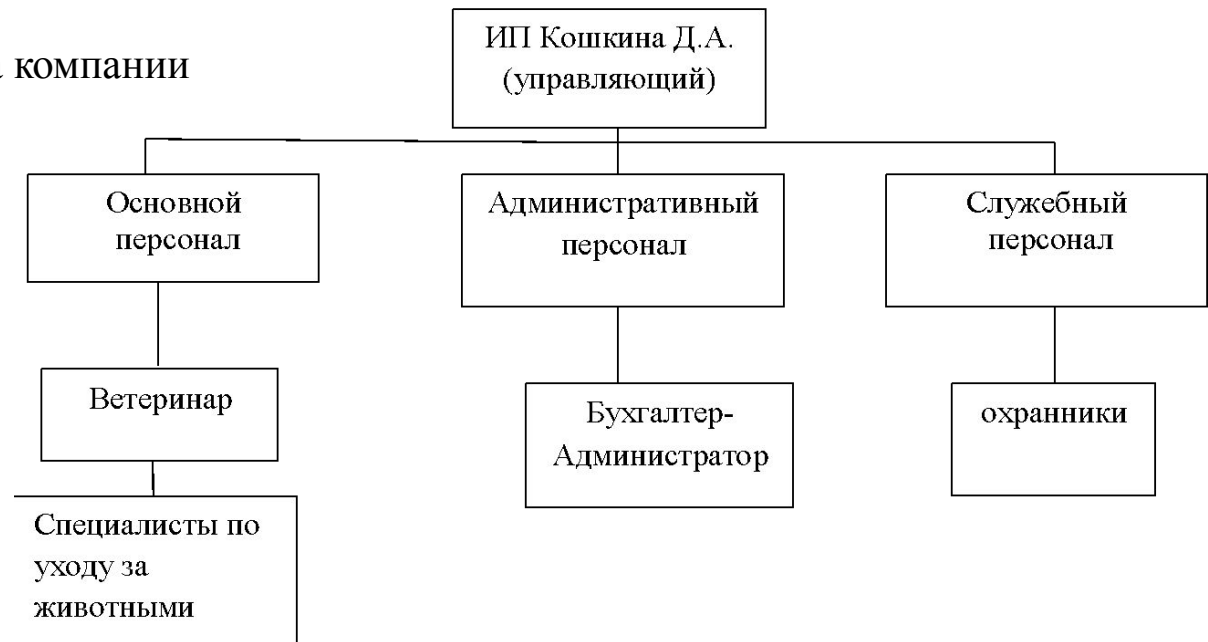 компании
ИП Кошкина Д.А.
(управляющий)
Основной
персонал
Административный
персонал
Служебный
персонал
Ветеринар
Бухгалтер-
Администратор
охранники
Специалисты по
уходу за
животными